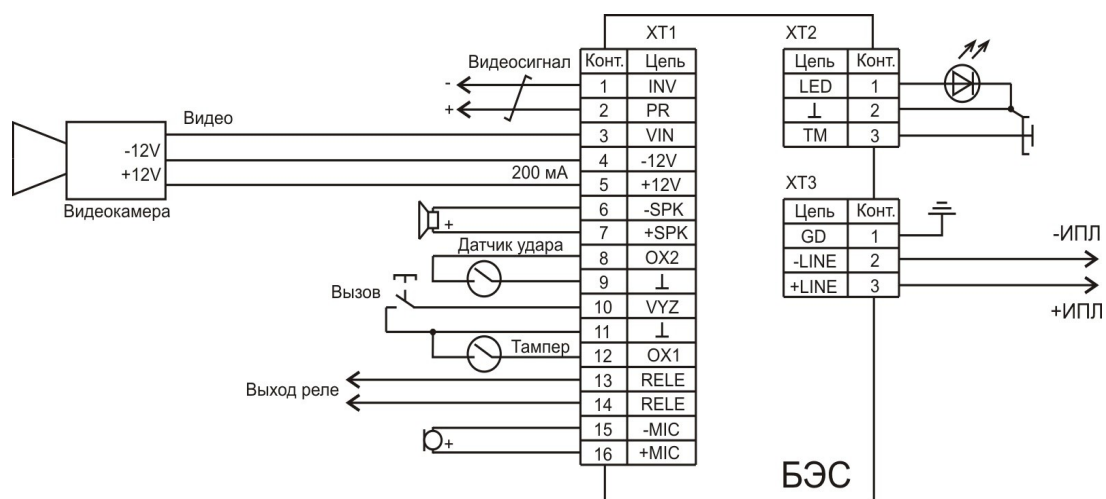 XT1
Конт. Цепь
Видеосигнал
- 1 INV
+ 2 PR
Видео 3 VIN
-12V 4 -12V
+12V 200 мА 5 +12V
Видеокамера
6 -SPK
+ 7 +SPK
Датчик удара
8 OX2
9 ⊥
Вызов
10 VYZ
11 ⊥
Тампер 12 OX1
13 RELE
Выход реле
14 RELE
15 -MIC
+ 16 +MIC
XT2
Цепь Конт.
LED 1
⊥ 2
TM 3
XT3
Цепь Конт.
GD 1
-ИПЛ
-LINE 2
+LINE 3
+ИПЛ
БЭС